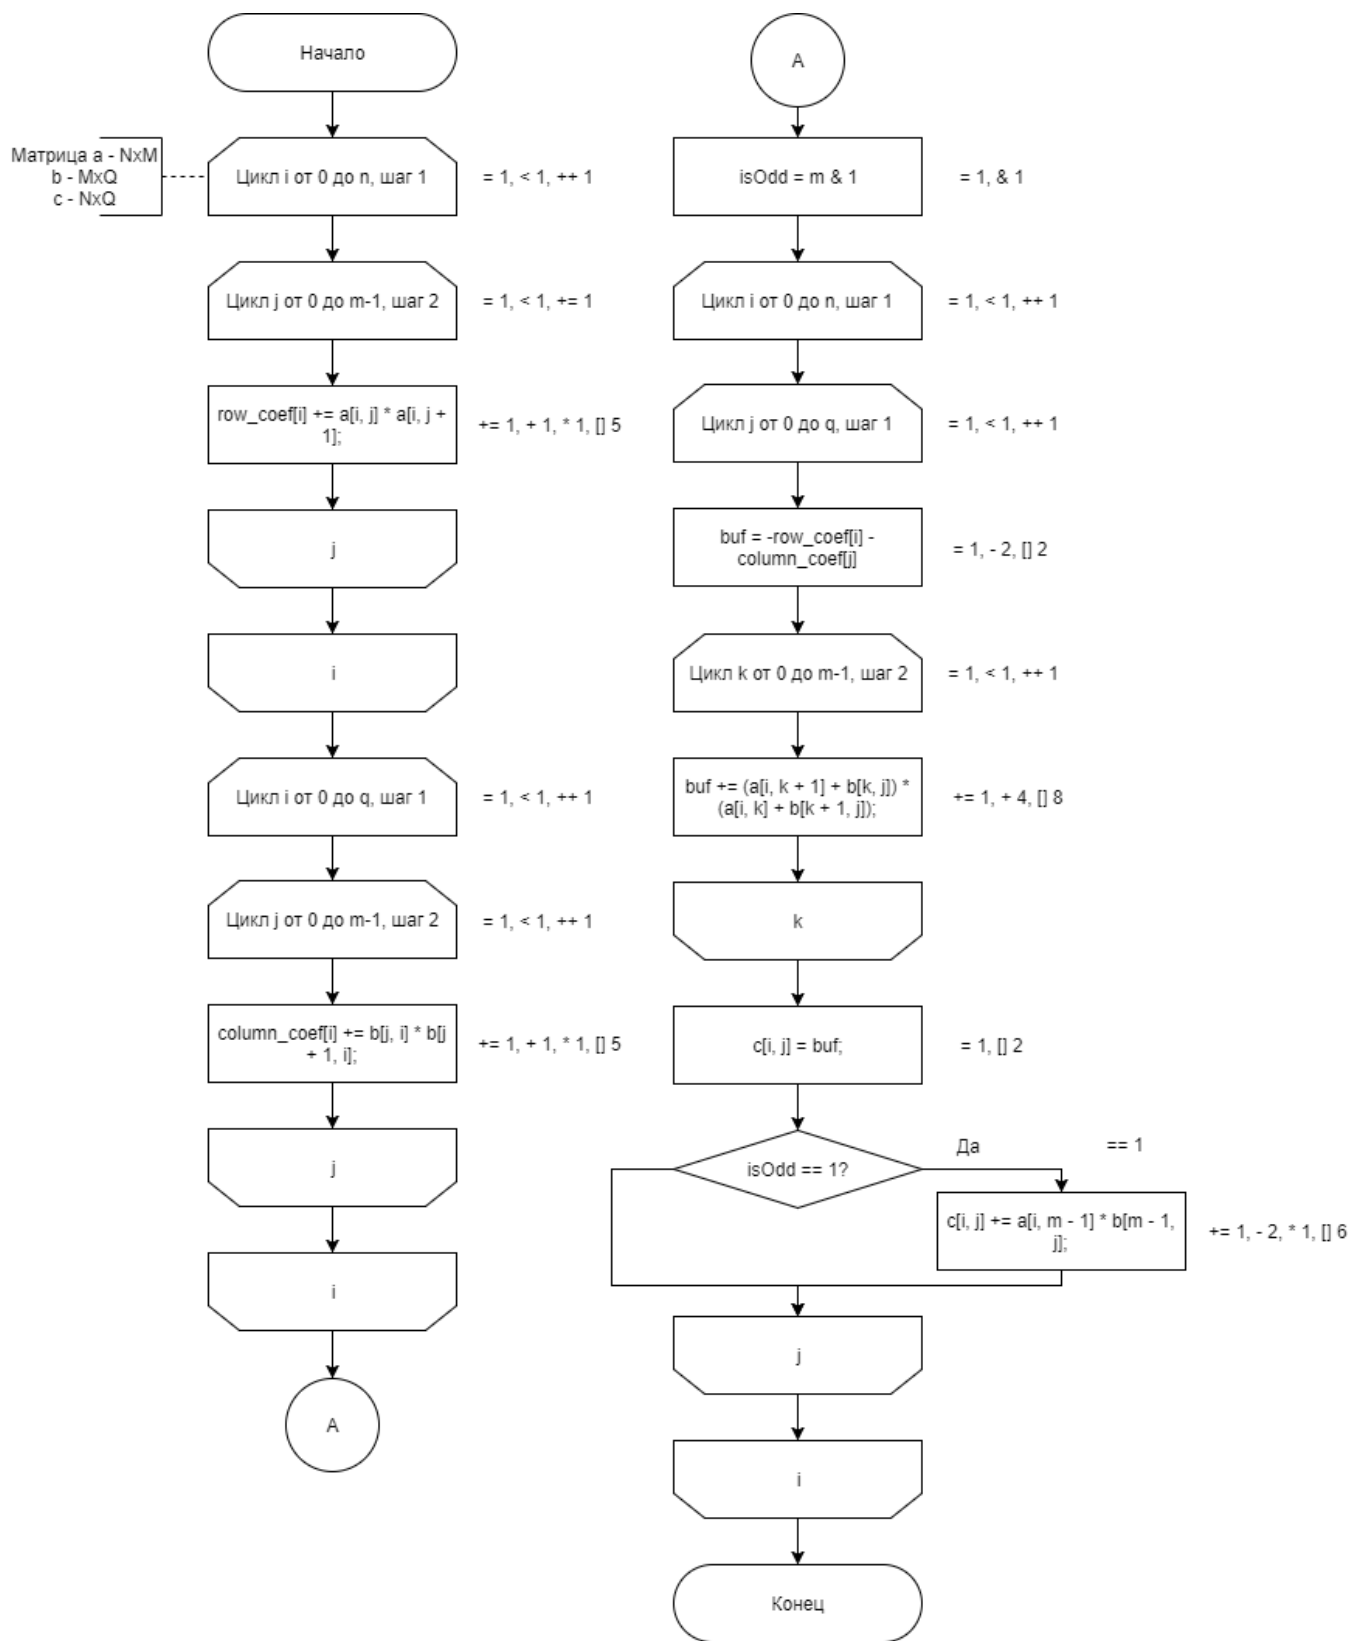 Начало
Матрица a - NxM
b - MxQ
c - NxQ
Цикл i от 0 до n, шаг 1
= 1, < 1, ++ 1
Цикл j от 0 до m-1, шаг 2
= 1, < 1, += 1
row_coef[i] += a[i, j] * a[i, j +
1];
+= 1, + 1, * 1, [] 5
j
i
Цикл i от 0 до q, шаг 1
= 1, < 1, ++ 1
Цикл j от 0 до m-1, шаг 2
= 1, < 1, ++ 1
column_coef[i] += b[j, i] * b[j
+ 1, i];
+= 1, + 1, * 1, [] 5
j
i
A
A
isOdd = m & 1
= 1, & 1
Цикл i от 0 до n, шаг 1
= 1, < 1, ++ 1
Цикл j от 0 до q, шаг 1
= 1, < 1, ++ 1
buf = -row_coef[i] -
column_coef[j]
= 1, - 2, [] 2
Цикл k от 0 до m-1, шаг 2
= 1, < 1, ++ 1
buf += (a[i, k + 1] + b[k, j]) *
(a[i, k] + b[k + 1, j]);
+= 1, + 4, [] 8
k
c[i, j] = buf;
= 1, [] 2
isOdd == 1?
Да
== 1
c[i, j] += a[i, m - 1] * b[m - 1,
j];
+= 1, - 2, * 1, [] 6
j
i
Конец